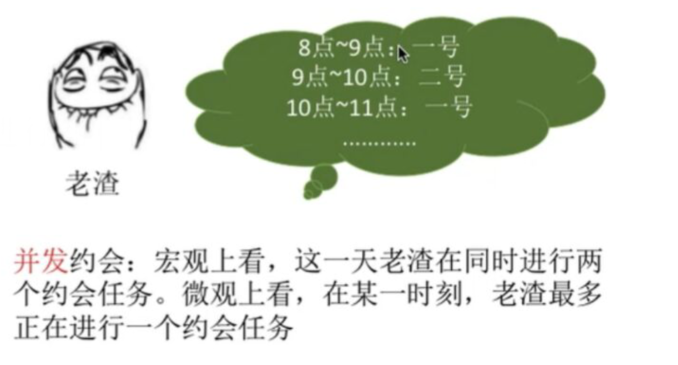 8点~9点：一号
9点~10点：二号
10点~11点：一号
…………
老渣
并发约会：宏观上看，这一天老渣在同时进行两
个约会任务。微观上看，在某一时刻，老渣最多
正在进行一个约会任务